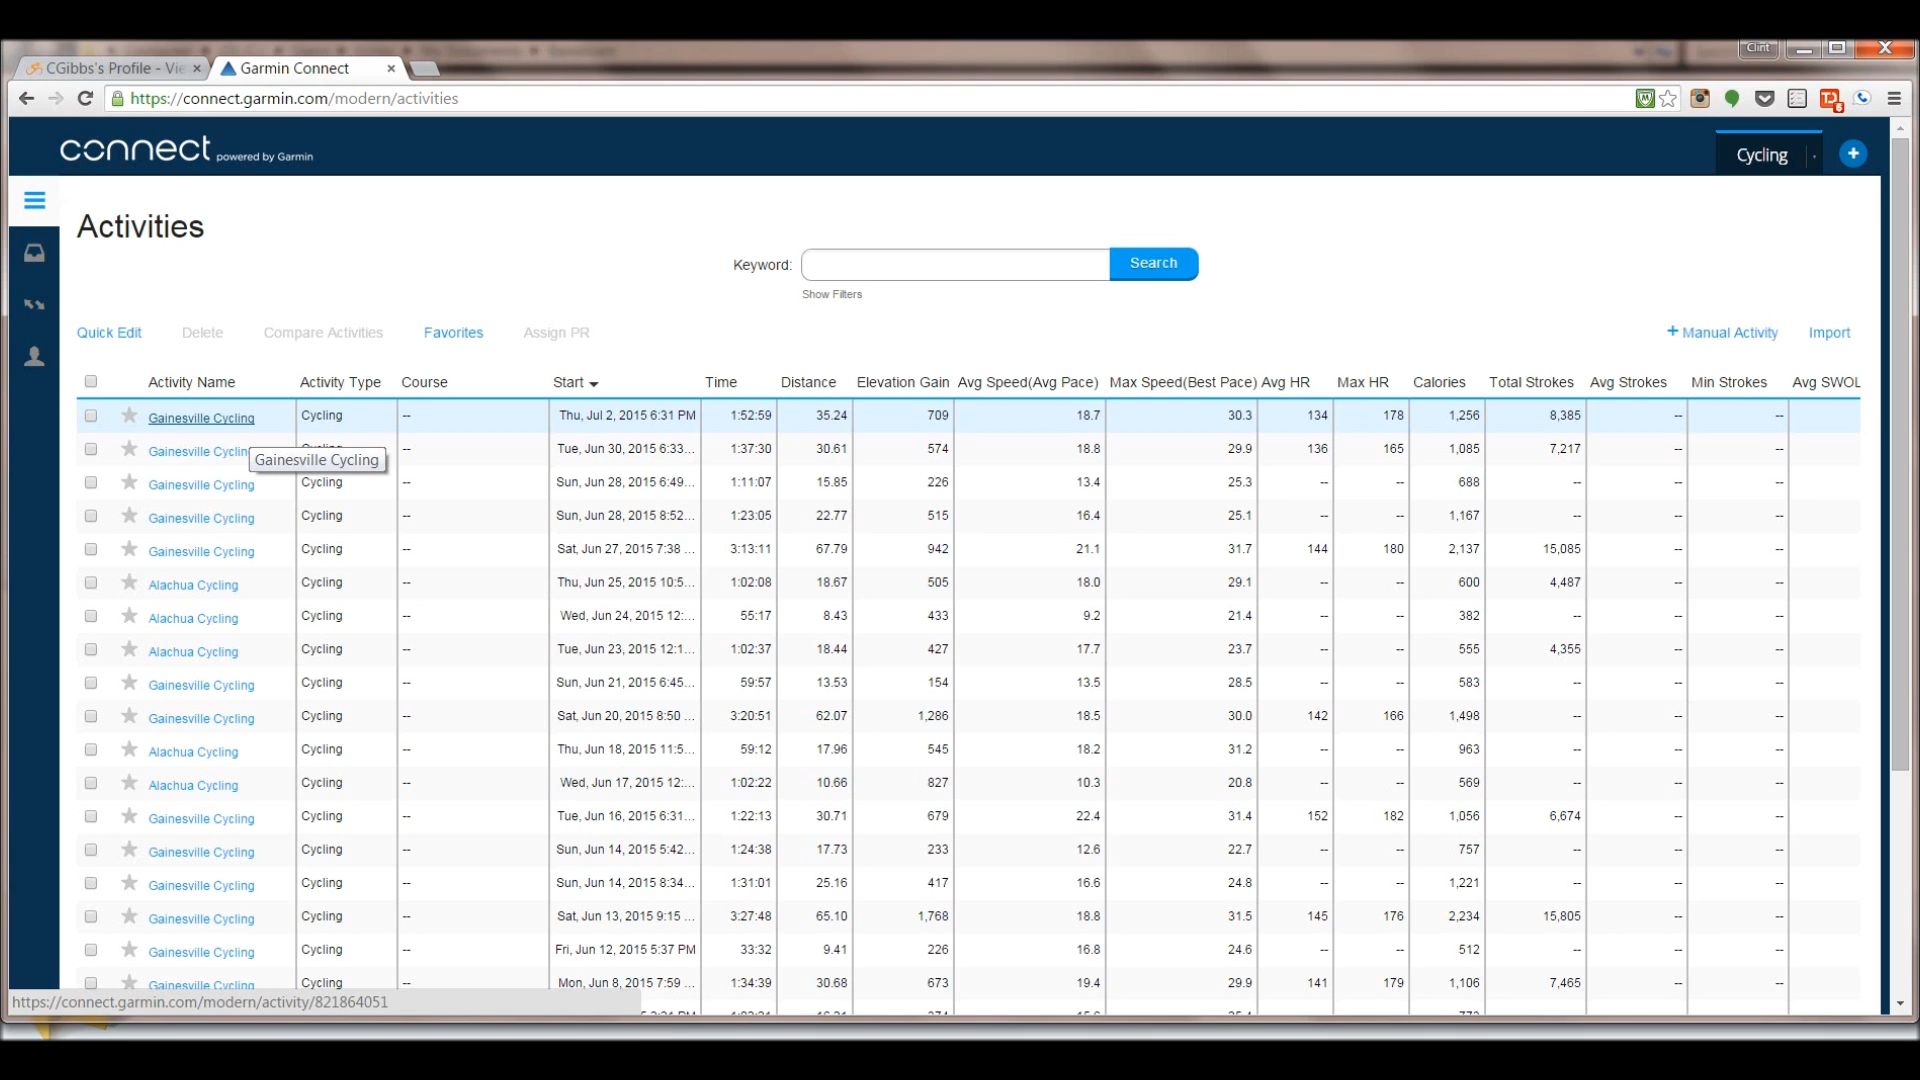 Clint
CGibbs's Profile - Vie
Garmin Connect
https://connect.garmin.com/modern/activities
connect powered by Garmin
Cycling
Activities
Keyword:
Search
Show Filters
Quick Edit Delete Compare Activities Favorites Assign PR + Manual Activity Import
Activity Name Activity Type Course Start Time Distance Elevation Gain Avg Speed(Avg Pace) Max Speed(Best Pace) Avg HR Max HR Calories Total Strokes Avg Strokes Min Strokes Avg SWOL
Gainesville Cycling Cycling -- Thu, Jul 2, 2015 6:31 PM 1:52:59 35.24 709 18.7 30.3 134 178 1,256 8,385 -- --
Gainesville Cyclin Cycling -- Tue, Jun 30, 2015 6:33... 1:37:30 30.61 574 18.8 29.9 136 165 1,085 7,217 -- --
Gainesville Cycling
Gainesville Cycling Cycling -- Sun, Jun 28, 2015 6:49... 1:11:07 15.85 226 13.4 25.3 -- -- 688 -- -- --
Gainesville Cycling Cycling -- Sun, Jun 28, 2015 8:52... 1:23:05 22.77 515 16.4 25.1 -- -- 1,167 -- -- --
Gainesville Cycling Cycling -- Sat, Jun 27, 2015 7:38 ... 3:13:11 67.79 942 21.1 31.7 144 180 2,137 15,085 -- --
Alachua Cycling Cycling -- Thu, Jun 25, 2015 10:5... 1:02:08 18.67 505 18.0 29.1 -- -- 600 4,487 -- --
Alachua Cycling Cycling -- Wed, Jun 24, 2015 12:... 55:17 8.43 433 9.2 21.4 -- -- 382 -- -- --
Alachua Cycling Cycling -- Tue, Jun 23, 2015 12:1... 1:02:37 18.44 427 17.7 23.7 -- -- 555 4,355 -- --
Gainesville Cycling Cycling -- Sun, Jun 21, 2015 6:45... 59:57 13.53 154 13.5 28.5 -- -- 583 -- -- --
Gainesville Cycling Cycling -- Sat, Jun 20, 2015 8:50 ... 3:20:51 62.07 1,286 18.5 30.0 142 166 1,498 -- -- --
Alachua Cycling Cycling -- Thu, Jun 18, 2015 11:5... 59:12 17.96 545 18.2 31.2 -- -- 963 -- -- --
Alachua Cycling Cycling -- Wed, Jun 17, 2015 12:... 1:02:22 10.66 827 10.3 20.8 -- -- 569 -- -- --
Gainesville Cycling Cycling -- Tue, Jun 16, 2015 6:31... 1:22:13 30.71 679 22.4 31.4 152 182 1,056 6,674 -- --
Gainesville Cycling Cycling -- Sun, Jun 14, 2015 5:42... 1:24:38 17.73 233 12.6 22.7 -- -- 757 -- -- --
Gainesville Cycling Cycling -- Sun, Jun 14, 2015 8:34... 1:31:01 25.16 417 16.6 24.8 -- -- 1,221 -- -- --
Gainesville Cycling Cycling -- Sat, Jun 13, 2015 9:15 ... 3:27:48 65.10 1,768 18.8 31.5 145 176 2,234 15,805 -- --
Gainesville Cycling Cycling -- Fri, Jun 12, 2015 5:37 PM 33:32 9.41 226 16.8 24.6 -- -- 512 -- -- --
Gainesville Cycling Cycling -- Mon, Jun 8, 2015 7:59 ... 1:34:39 30.68 673 19.4 29.9 141 179 1,106 7,465 -- --
https://connect.garmin.com/modern/activity/821864051